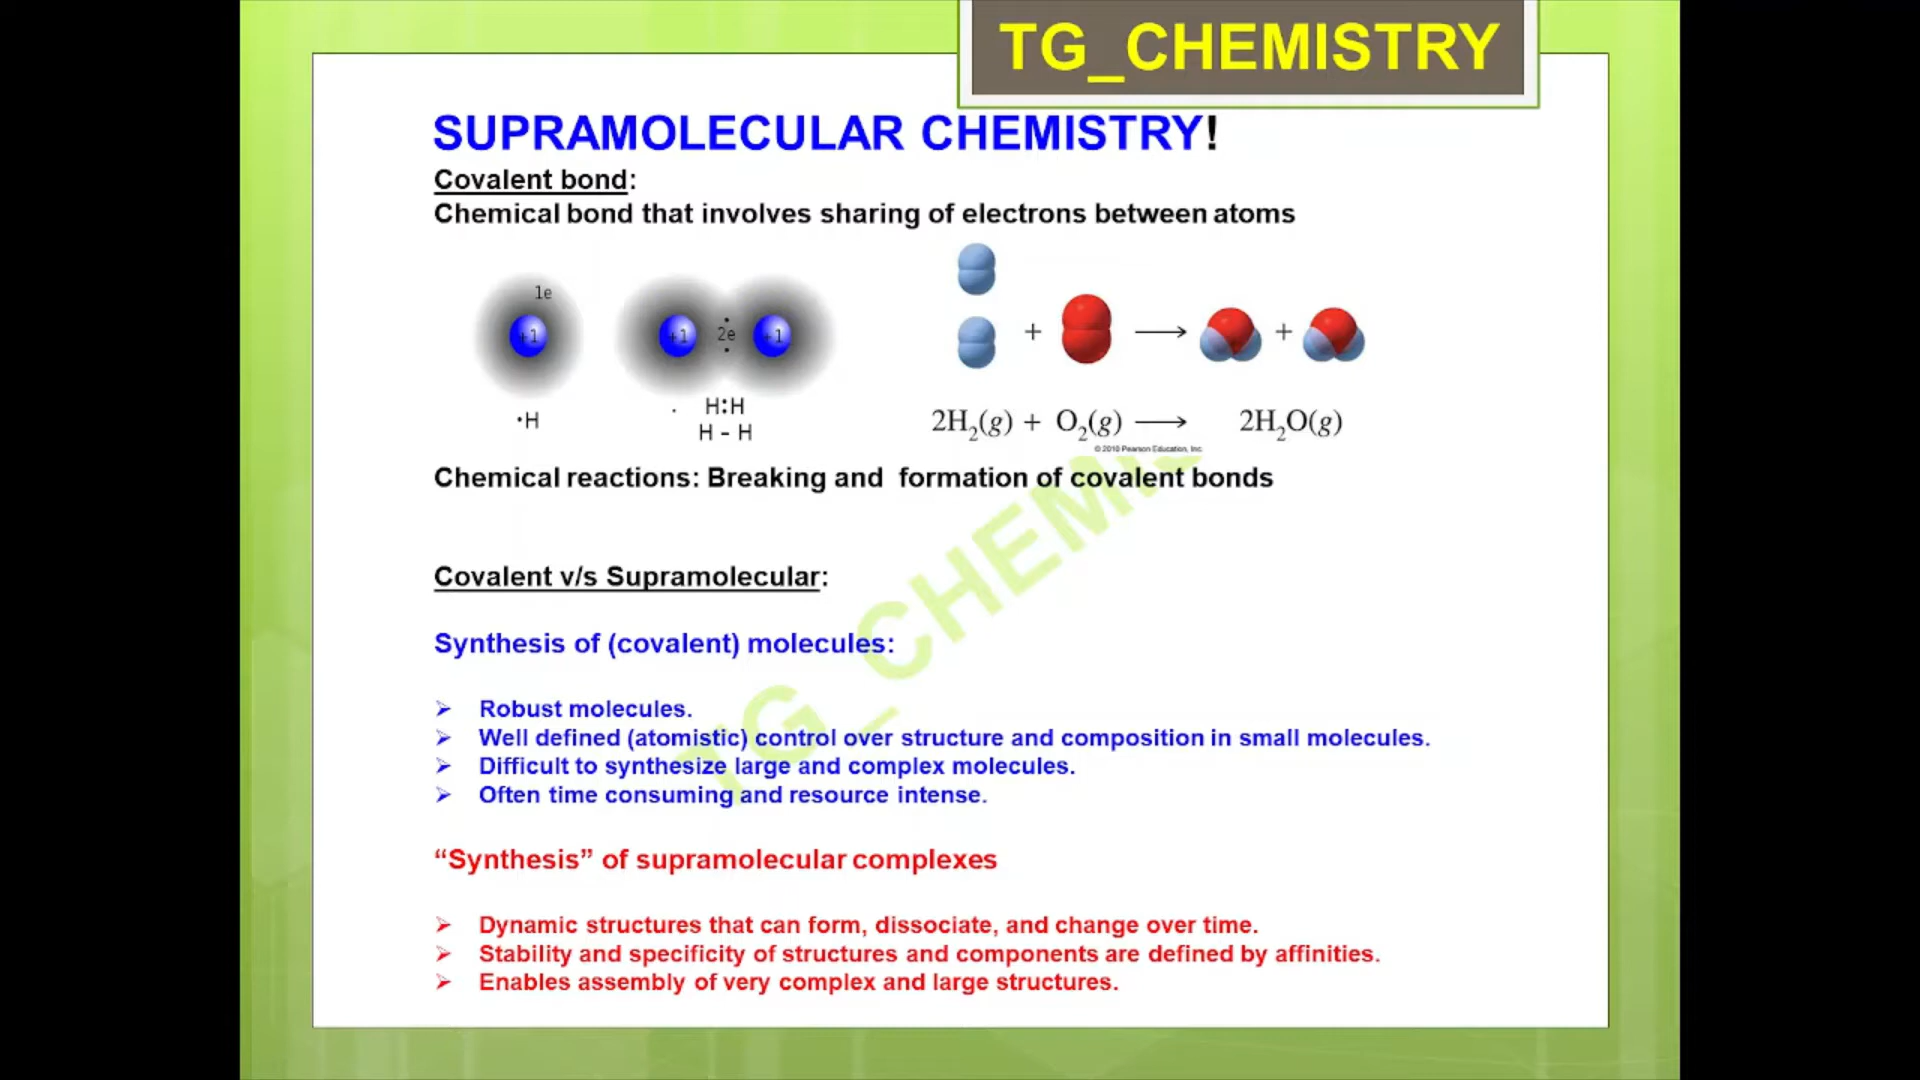 TG_CHEMISTRY
SUPRAMOLECULAR CHEMISTRY!
Covalent bond:
Chemical bond that involves sharing of electrons between atoms
1e
+1
+1 2e +1
+
+
·H
H:H
H – H
2H₂(g) + O₂(g) ⟶ 2H₂O(g)
© 2010 Pearson Education, Inc.
Chemical reactions: Breaking and formation of covalent bonds
TG_CHEMIS
Covalent v/s Supramolecular:
Synthesis of (covalent) molecules:
➢ Robust molecules.
➢ Well defined (atomistic) control over structure and composition in small molecules.
➢ Difficult to synthesize large and complex molecules.
➢ Often time consuming and resource intense.
“Synthesis” of supramolecular complexes
➢ Dynamic structures that can form, dissociate, and change over time.
➢ Stability and specificity of structures and components are defined by affinities.
➢ Enables assembly of very complex and large structures.